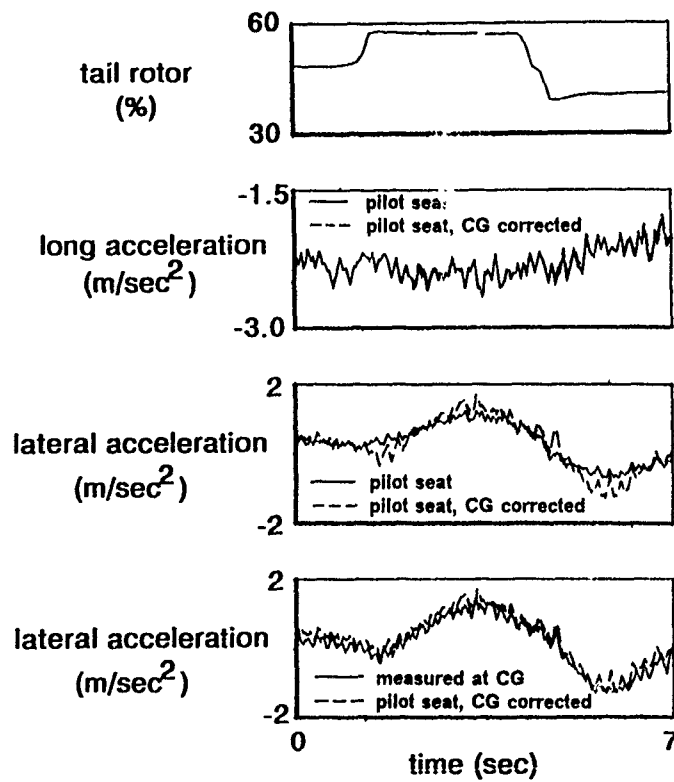 60
tail rotor
(%)
30
-1.5
pilot sea
pilot seat, CG corrected
long acceleration
(m/sec2)
-3.0
2
lateral acceleration
(m/sec2)
pilot seat
pilot seat, CG corrected
-2
2
lateral acceleration
(m/sec2)
measured at CG
pilot seat, CG corrected
-2
0
7
time (sec)